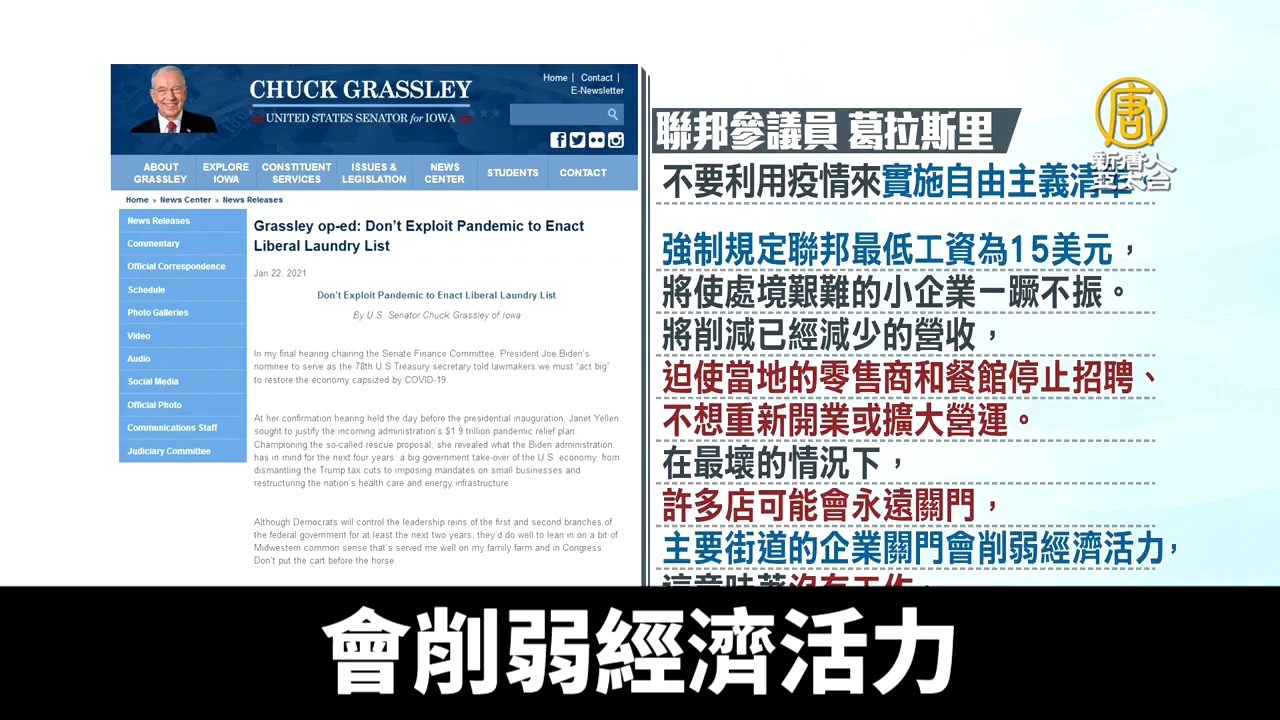 CHUCK GRASSLEY
UNITED STATES SENATOR for IOWA
Home | Contact |
E-Newsletter
ABOUT GRASSLEY
EXPLORE IOWA
CONSTITUENT SERVICES
ISSUES & LEGISLATION
NEWS CENTER
STUDENTS
CONTACT
Home » News Center » News Releases
News Releases
Commentary
Official Correspondence
Schedule
Photo Galleries
Video
Audio
Social Media
Official Photo
Communications Staff
Judiciary Committee
Grassley op-ed: Don't Exploit Pandemic to Enact
Liberal Laundry List
Jan 22, 2021
Don't Exploit Pandemic to Enact Liberal Laundry List
By U.S. Senator Chuck Grassley of Iowa
In my final hearing chairing the Senate Finance Committee, President Joe Biden's
nominee to serve as the 78th U.S Treasury secretary told lawmakers we must "act big"
to restore the economy capsized by COVID-19.
At her confirmation hearing held the day before the presidential inauguration, Janet Yellen
sought to justify the incoming administration's $1.9 trillion pandemic relief plan.
Championing the so-called rescue proposal, she revealed what the Biden administration
has in mind for the next four years: a big government take-over of the U.S. economy, from
dismantling the Trump tax cuts to imposing mandates on small businesses and
restructuring the nation's health care and energy infrastructure.
Although Democrats will control the leadership reins of the first and second branches of
the federal government for at least the next two years, they'd do well to lean in on a bit of
Midwestern common sense that's served me well on my family farm and in Congress:
Don't put the cart before the horse
聯邦參議員 葛拉斯里
不要利用疫情來實施自由主義清單
強制規定聯邦最低工資為15美元，
將使處境艱難的小企業一蹶不振。
將削減已經減少的營收，
迫使當地的零售商和餐館停止招聘、
不想重新開業或擴大營運。
在最壞的情況下，
許多店可能會永遠關門，
主要街道的企業關門會削弱經濟活力，
這意味著沒有工作、
唐
新唐人
亞太台
會削弱經濟活力